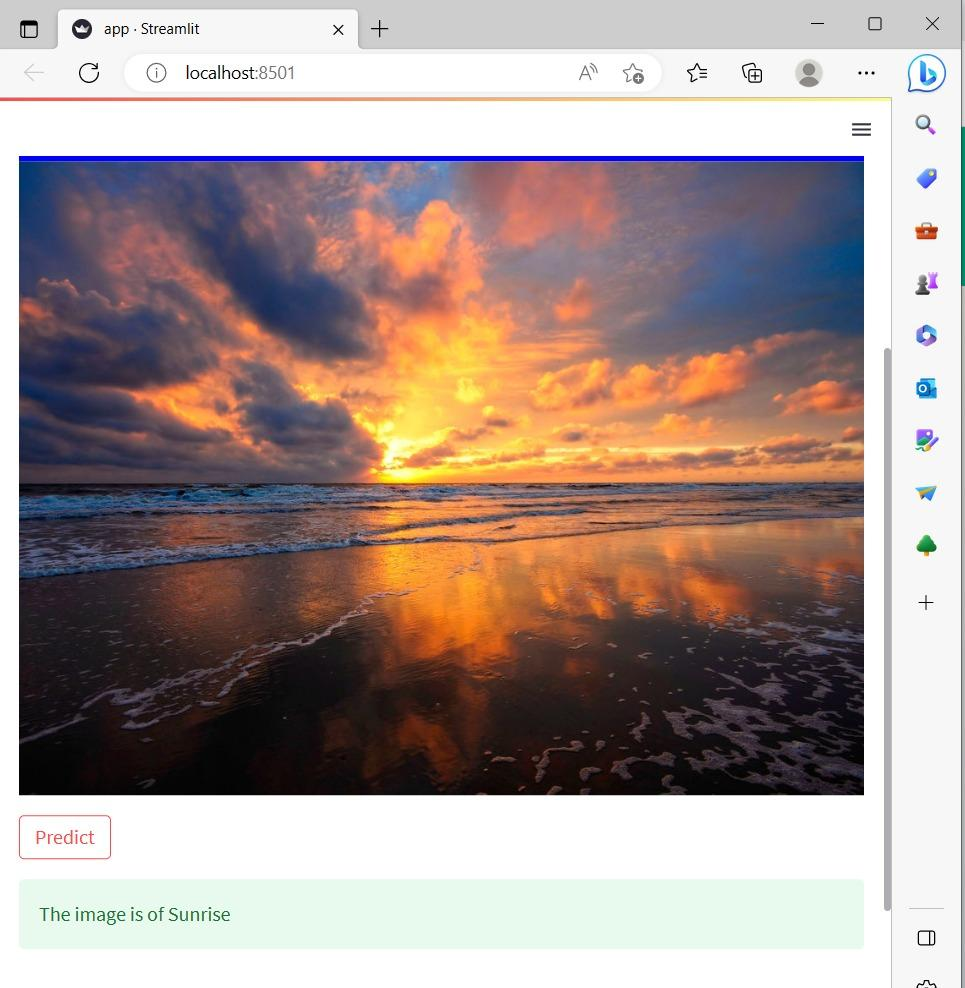 app · Streamlit
localhost:8501
Predict
The image is of Sunrise